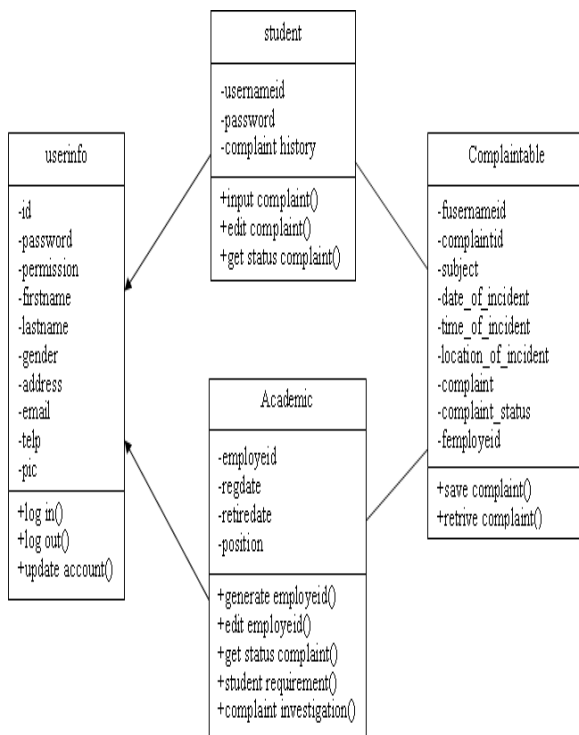 student
-usernameid
-password
-complaint history
+input complaint()
+edit complaint()
+get status complaint()
userinfo
-id
-password
-permission
-firstname
-lastname
-gender
-address
-email
-telp
-pic
+log in()
+log out()
+update account()
Complaintable
-fusernameid
-complaintid
-subject
-date_of_incident
-time_of_incident
-location_of_incident
-complaint
-complaint_status
-femployeid
+save complaint()
+retrive complaint()
Academic
-employeid
-regdate
-retiredate
-position
+generate employeid()
+edit employeid()
+get status complaint()
+student requirement()
+complaint investigation()